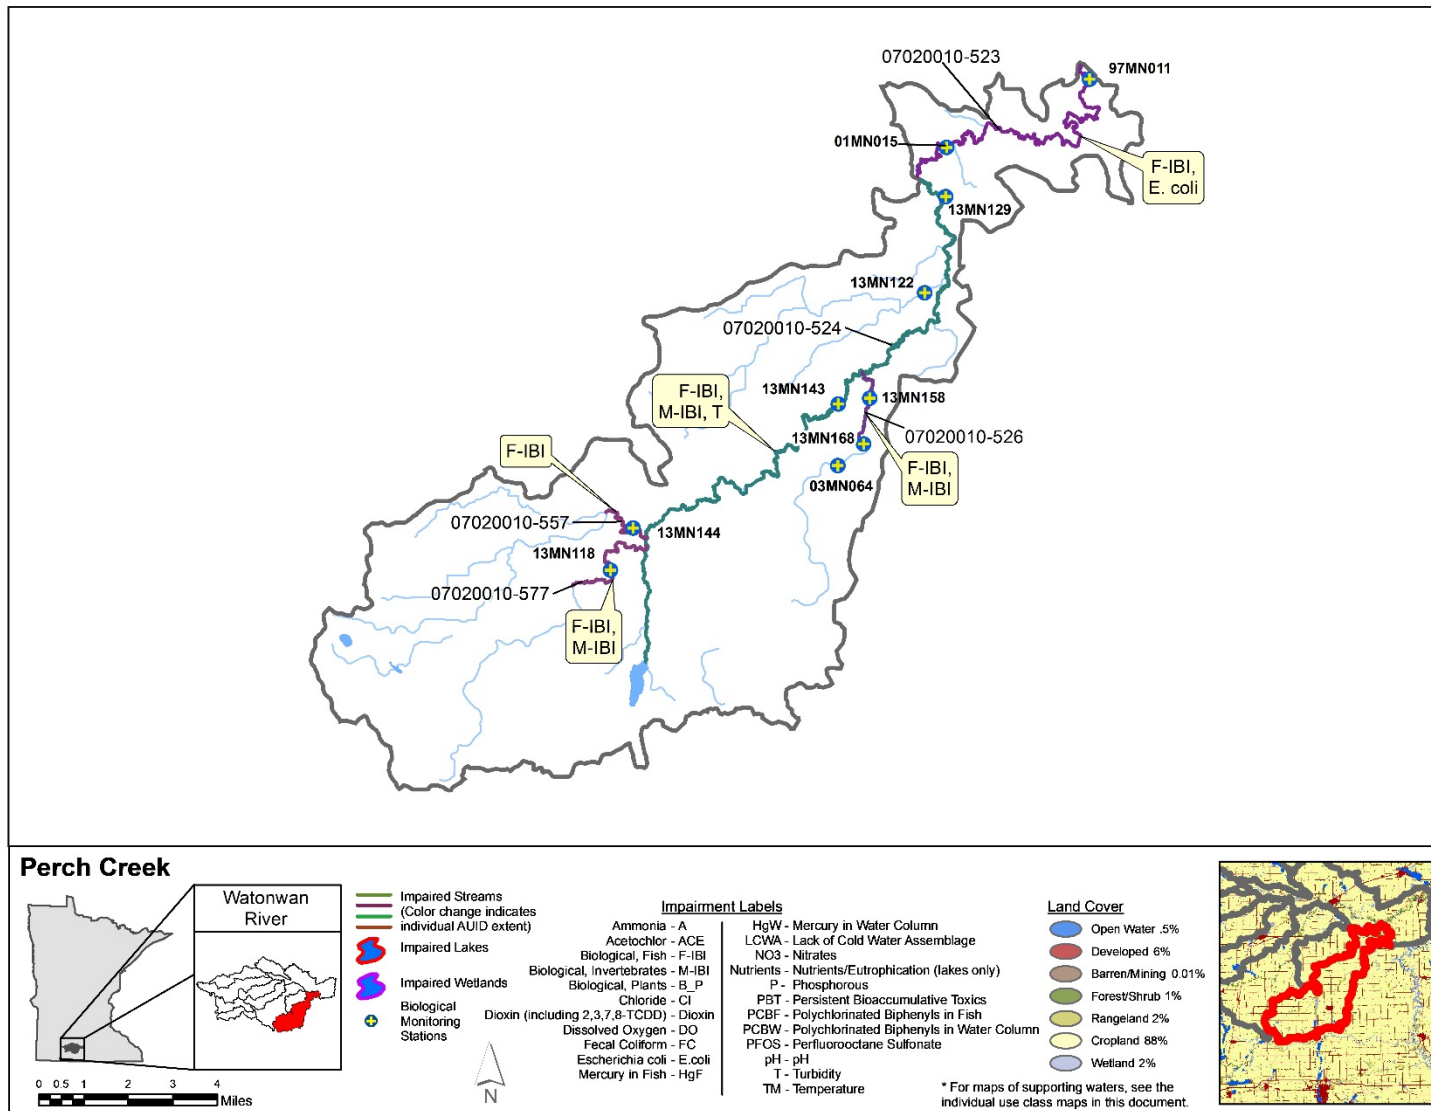 07020010-523
97MN011
01MN015
F-IBI,
E. coli
13MN129
13MN122
07020010-524
F-IBI,
M-IBI, T
13MN143
13MN158
13MN168
07020010-526
F-IBI
F-IBI,
M-IBI
03MN064
07020010-557
13MN144
13MN118
07020010-577
F-IBI,
M-IBI
Perch Creek
Watonwan
River
0 0.5 1 2 3 4
Miles
Impaired Streams
(Color change indicates
individual AUID extent)
Impaired Lakes
Impaired Wetlands
Biological
Monitoring
Stations
N
Impairment Labels
Ammonia - A
Acetochlor - ACE
Biological, Fish - F-IBI
Biological, Invertebrates - M-IBI
Biological, Plants - B_P
Chloride - Cl
Dioxin (including 2,3,7,8-TCDD) - Dioxin
Dissolved Oxygen - DO
Fecal Coliform - FC
Escherichia coli - E.coli
Mercury in Fish - HgF
HgW - Mercury in Water Column
LCWA - Lack of Cold Water Assemblage
NO3 - Nitrates
Nutrients - Nutrients/Eutrophication (lakes only)
P - Phosphorous
PBT - Persistent Bioaccumulative Toxics
PCBF - Polychlorinated Biphenyls in Fish
PCBW - Polychlorinated Biphenyls in Water Column
PFOS - Perfluorooctane Sulfonate
pH - pH
T - Turbidity
TM - Temperature
Land Cover
Open Water .5%
Developed 6%
Barren/Mining 0.01%
Forest/Shrub 1%
Rangeland 2%
Cropland 88%
Wetland 2%
* For maps of supporting waters, see the
individual use class maps in this document.